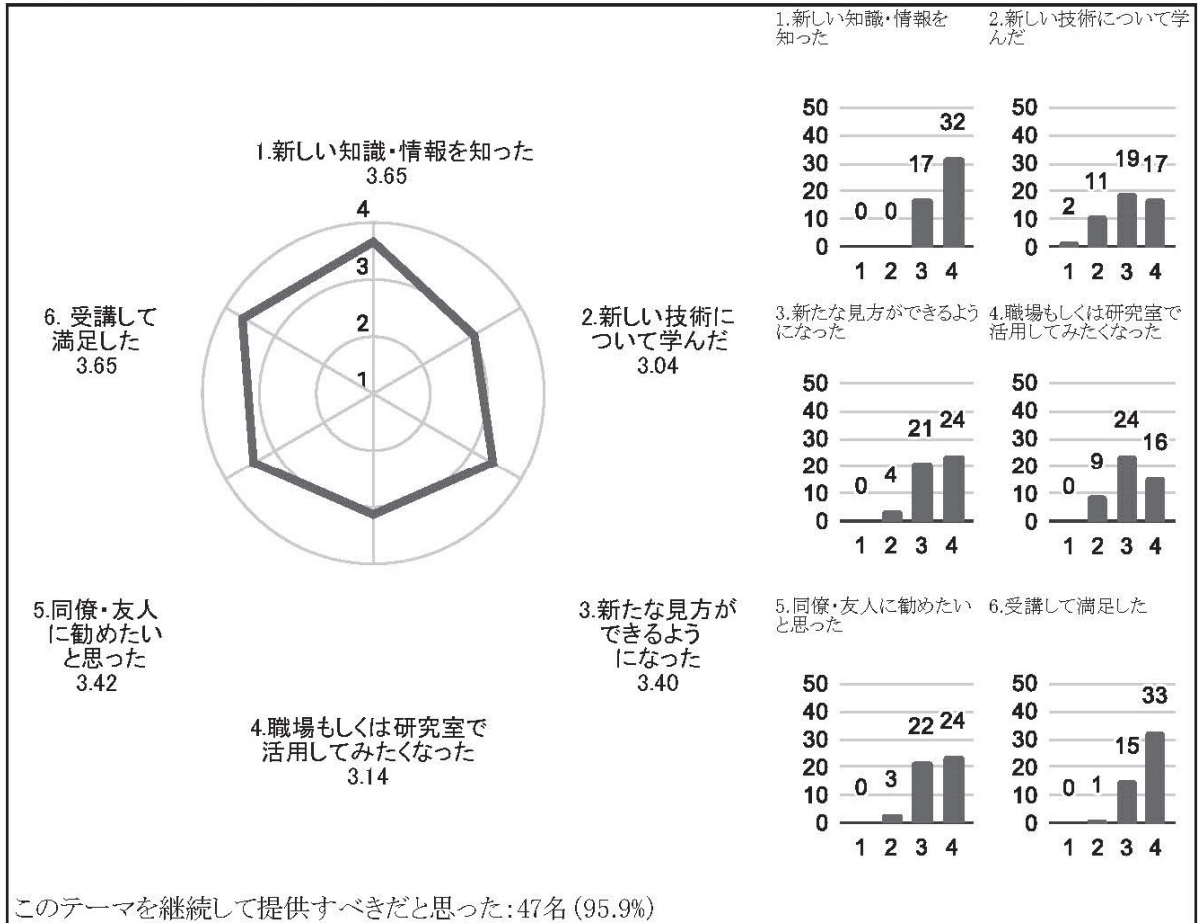 1.新しい知識・情報を知った
3.65
4
3
2
1
2.新しい技術に
ついて学んだ
3.04
3.新たな見方が
できるよう
になった
3.40
4.職場もしくは研究室で
活用してみたくなった
3.14
5.同僚・友人
に勧めたい
と思った
3.42
6. 受講して
満足した
3.65
1.新しい知識・情報を
知った
50
40
30
20
10
0
0 0 17 32
1 2 3 4
2.新しい技術について学
んだ
50
40
30
20
10
0
2 11 19 17
1 2 3 4
3.新たな見方ができるよう
になった
50
40
30
20
10
0
0 4 21 24
1 2 3 4
4.職場もしくは研究室で
活用してみたくなった
50
40
30
20
10
0
0 9 24 16
1 2 3 4
5.同僚・友人に勧めたい
と思った
50
40
30
20
10
0
0 3 22 24
1 2 3 4
6.受講して満足した
50
40
30
20
10
0
0 1 15 33
1 2 3 4
このテーマを継続して提供すべきだと思った:47名(95.9%)